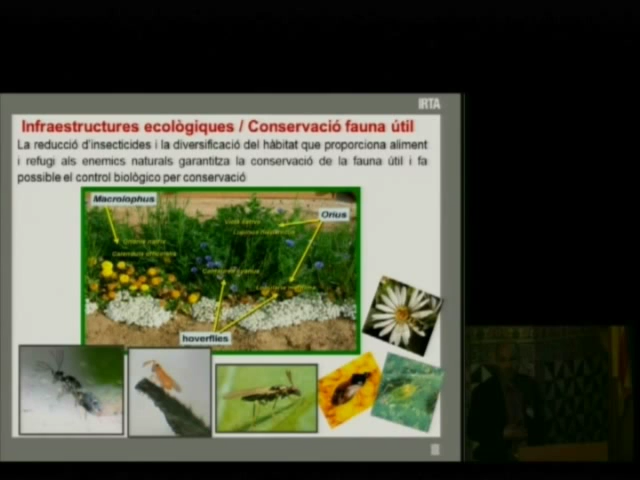 IRTA
Infraestructures ecològiques / Conservació fauna útil
La reducció d'insecticides i la diversificació del hàbitat que proporciona aliment
i refugi als enemics naturals garantitza la conservació de la fauna útil i fa
possible el control biològic per conservació
Macrolophus
Orius
hoverflies